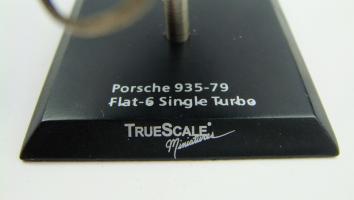 Porsche 935-79
Flat-6 Single Turbo
TRUESCALE®
Miniatures